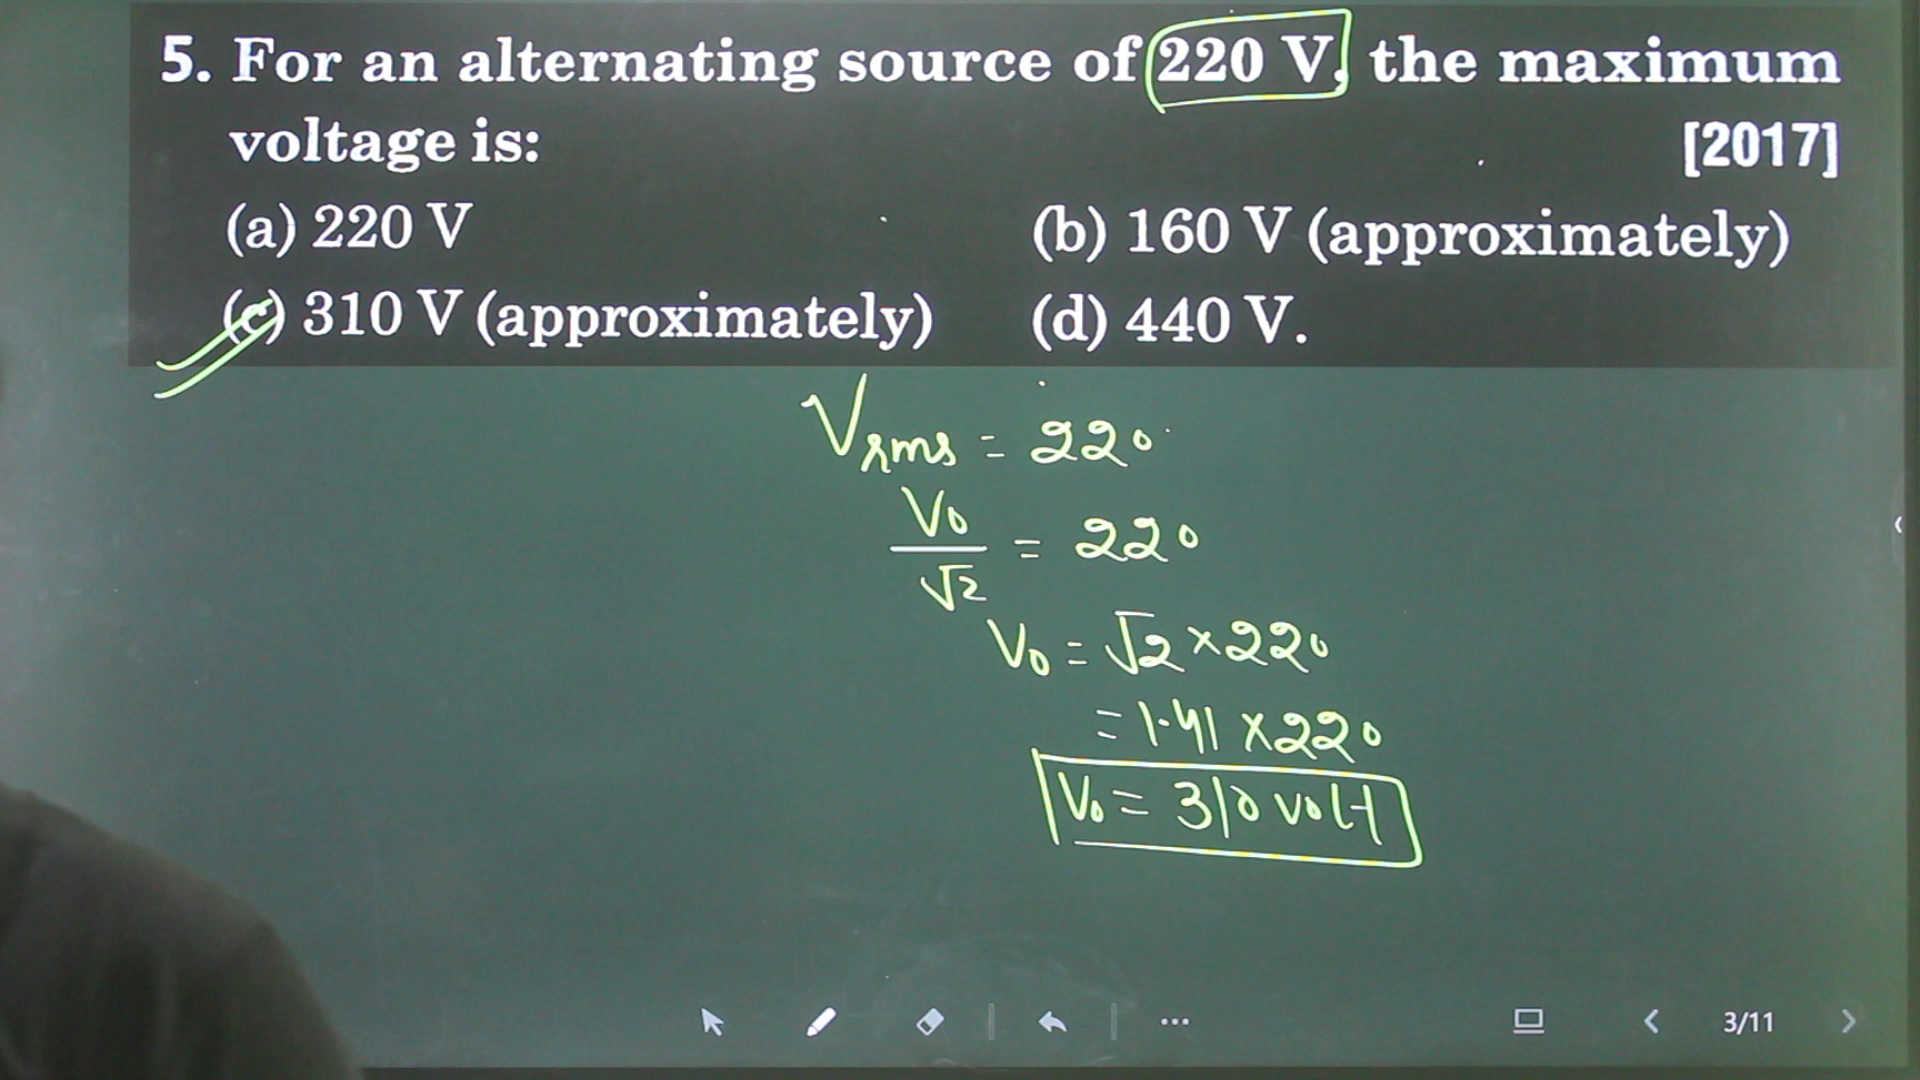 5. For an alternating source of 220 V, the maximum
voltage is: [2017]
(a) 220 V (b) 160 V (approximately)
(c) 310 V (approximately) (d) 440 V.
Vrms = 220
V0/√2 = 220
V0 = √2 × 220
= 1.41 × 220
V0 = 310 volt
3/11